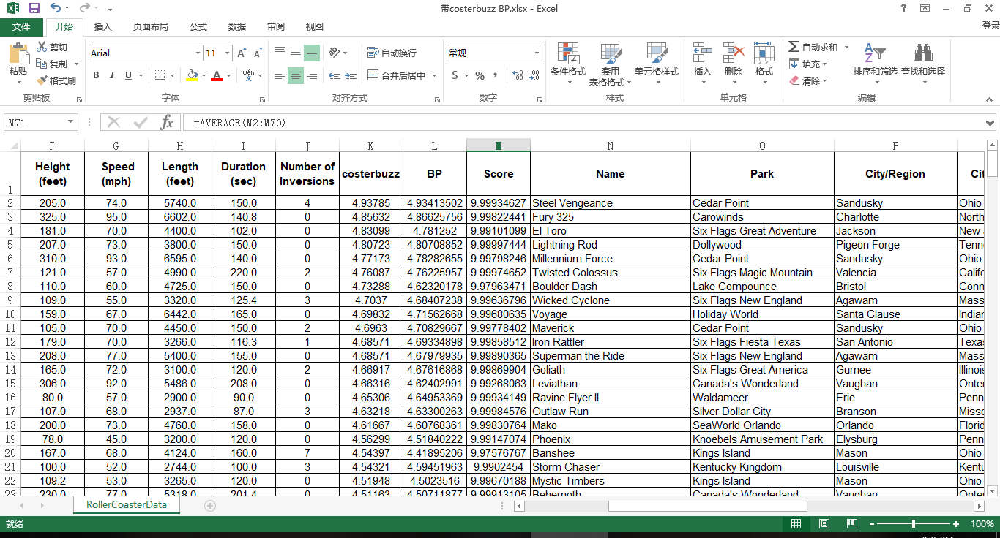 带costerbuzz BP.xlsx - Excel
文件 开始 插入 页面布局 公式 数据 审阅 视图 登录
剪切 Arial 11 自动换行 常规 自动求和
复制 填充
粘贴 格式刷 B I U wén 合并后居中 $ % 条件格式 套用 表格格式 单元格样式 插入 删除 格式 清除 排序和筛选 查找和选择
剪贴板 字体 对齐方式 数字 样式 单元格 编辑
M71 fx =AVERAGE(M2:M70)
F G H I J K L M N O P
1 Height (feet) Speed (mph) Length (feet) Duration (sec) Number of Inversions costerbuzz BP Score Name Park City/Region Cit
2 205.0 74.0 5740.0 150.0 4 4.93785 4.93413502 9.99934627 Steel Vengeance Cedar Point Sandusky Ohio
3 325.0 95.0 6602.0 140.8 0 4.85632 4.86625756 9.99822441 Fury 325 Carowinds Charlotte North
4 181.0 70.0 4400.0 102.0 0 4.83099 4.781252 9.99101099 El Toro Six Flags Great Adventure Jackson New
5 207.0 73.0 3800.0 150.0 0 4.80723 4.80708852 9.99997444 Lightning Rod Dollywood Pigeon Forge Tenn
6 310.0 93.0 6595.0 140.0 0 4.77173 4.78282655 9.99798246 Millennium Force Cedar Point Sandusky Ohio
7 121.0 57.0 4990.0 220.0 2 4.76087 4.76225957 9.99974652 Twisted Colossus Six Flags Magic Mountain Valencia Califo
8 110.0 60.0 4725.0 150.0 0 4.73288 4.62320178 9.97963471 Boulder Dash Lake Compounce Bristol Conn
9 109.0 55.0 3320.0 125.4 3 4.7037 4.68407238 9.99636796 Wicked Cyclone Six Flags New England Agawam Mass
10 159.0 67.0 6442.0 165.0 0 4.69832 4.71562668 9.99680635 Voyage Holiday World Santa Clause Indian
11 105.0 70.0 4450.0 150.0 2 4.6963 4.70829667 9.99778402 Maverick Cedar Point Sandusky Ohio
12 179.0 70.0 3266.0 116.3 1 4.68571 4.69334898 9.99858512 Iron Rattler Six Flags Fiesta Texas San Antonio Texas
13 208.0 77.0 5400.0 155.0 0 4.68571 4.67979935 9.99890365 Superman the Ride Six Flags New England Agawam Mass
14 165.0 72.0 3100.0 120.0 2 4.66917 4.67616868 9.99869904 Goliath Six Flags Great America Gurnee Illinois
15 306.0 92.0 5486.0 208.0 0 4.66316 4.62402991 9.99268063 Leviathan Canada's Wonderland Vaughan Onter
16 80.0 57.0 2900.0 90.0 0 4.65306 4.64953369 9.99934149 Ravine Flyer II Waldameer Erie Penn
17 107.0 68.0 2937.0 87.0 3 4.63218 4.63300263 9.99984576 Outlaw Run Silver Dollar City Branson Misso
18 200.0 73.0 4760.0 158.0 0 4.61667 4.60768361 9.99830764 Mako SeaWorld Orlando Orlando Florid
19 78.0 45.0 3200.0 120.0 0 4.56299 4.51840222 9.99147074 Phoenix Knoebels Amusement Park Elysburg Penn
20 167.0 68.0 4124.0 160.0 7 4.54397 4.41895206 9.97576767 Banshee Kings Island Mason Ohio
21 100.0 52.0 2744.0 100.0 3 4.54321 4.59451963 9.9902454 Storm Chaser Kentucky Kingdom Louisville Kentu
22 109.2 53.0 3265.0 120.0 0 4.51948 4.5023516 9.99670188 Mystic Timbers Kings Island Mason Ohio
23 230.0 77.0 5318.0 201.4 0 4.51163 4.50711877 9.99913105 Behemoth Canada's Wonderland Vaughan Onter
RollerCoasterData
就绪 100%